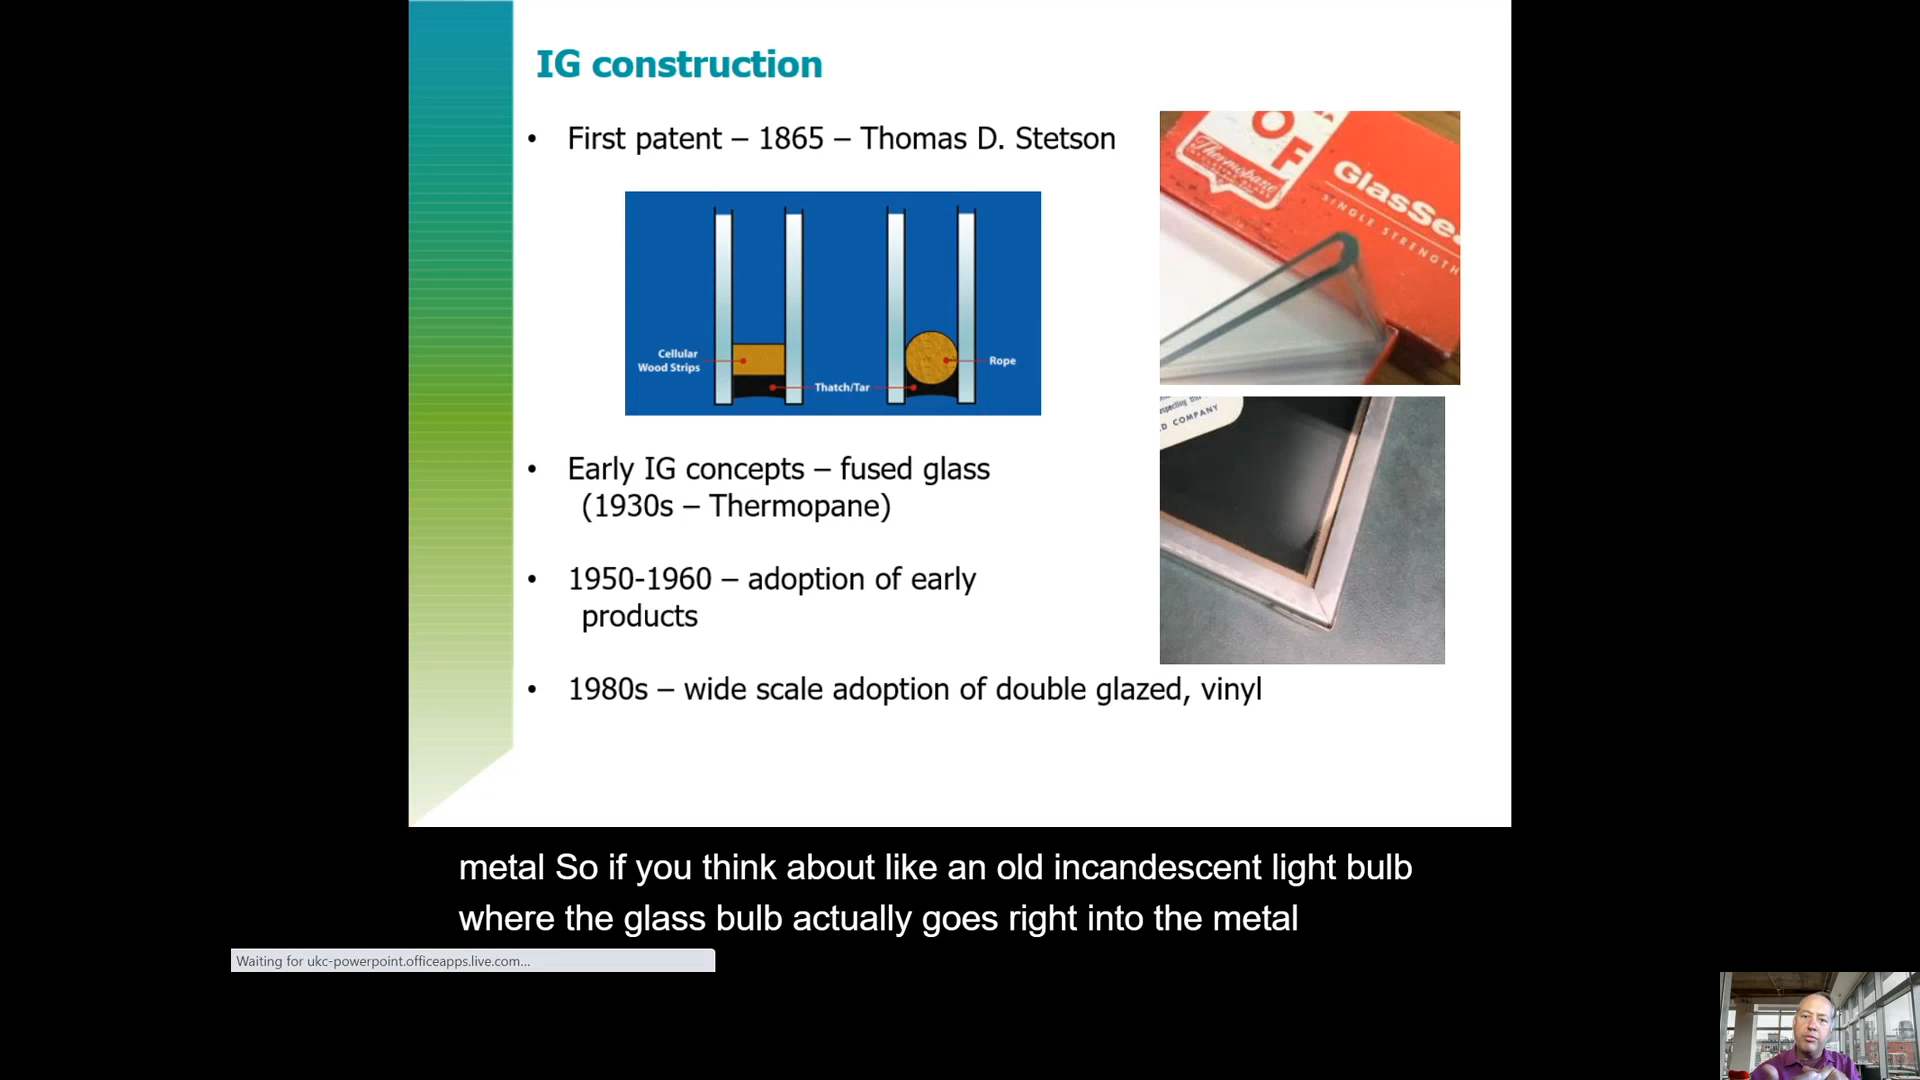 IG construction
• First patent – 1865 – Thomas D. Stetson
Cellular
Wood Strips
Thatch/Tar
Rope
OF
Thermopane
GlasSe
SINGLE STRENGTH
D COMPANY
• Early IG concepts – fused glass
(1930s – Thermopane)
• 1950-1960 – adoption of early
products
• 1980s – wide scale adoption of double glazed, vinyl
metal So if you think about like an old incandescent light bulb
where the glass bulb actually goes right into the metal
Waiting for ukc-powerpoint.officeapps.live.com...